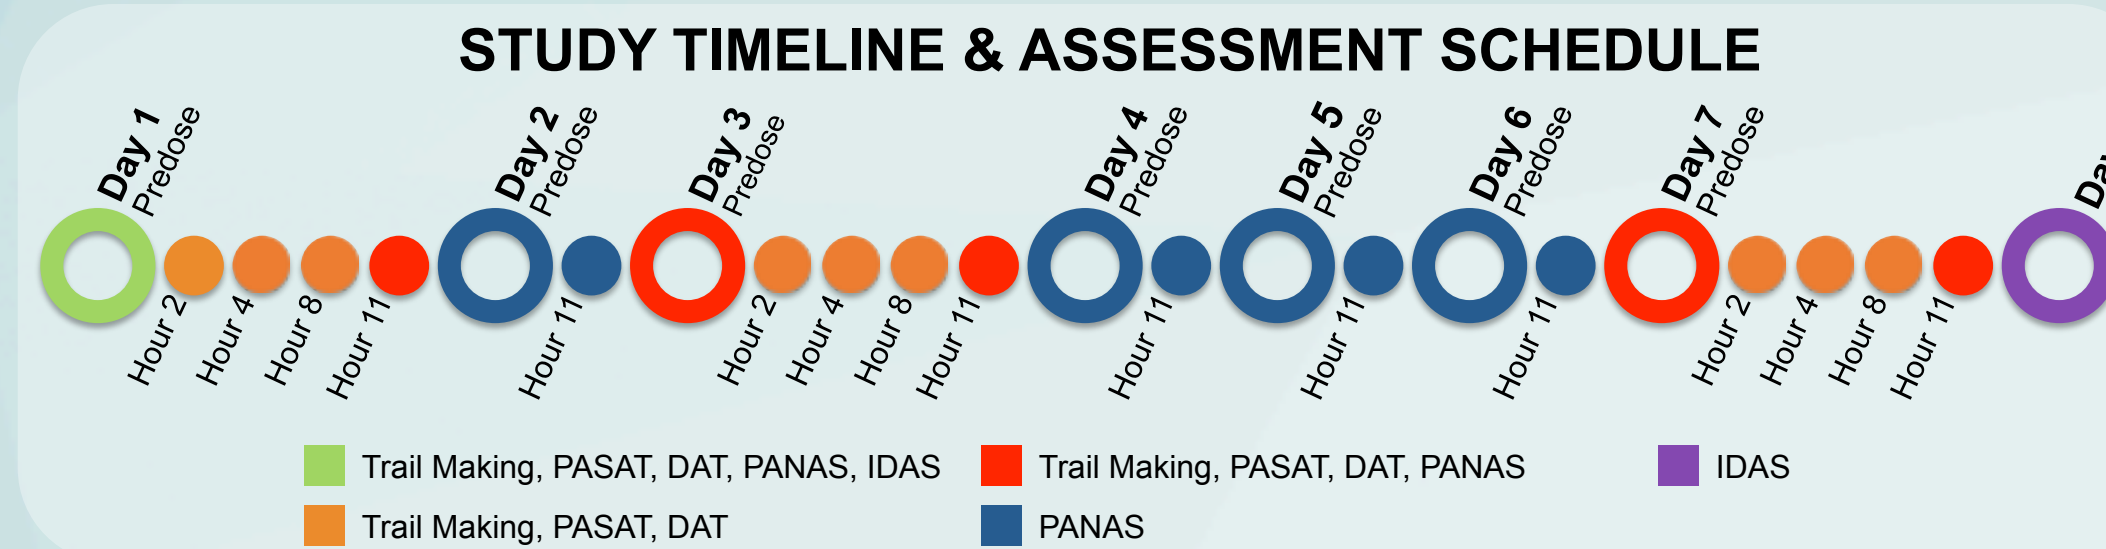 STUDY TIMELINE & ASSESSMENT SCHEDULE
Day 1
Predose
Hour 2
Hour 4
Hour 8
Hour 11
Day 2
Predose
Hour 11
Day 3
Predose
Hour 2
Hour 4
Hour 8
Hour 11
Day 4
Predose
Hour 11
Day 5
Predose
Hour 11
Day 6
Predose
Hour 11
Day 7
Predose
Hour 2
Hour 4
Hour 8
Hour 11
Day
Trail Making, PASAT, DAT, PANAS, IDAS
Trail Making, PASAT, DAT, PANAS
IDAS
Trail Making, PASAT, DAT
PANAS